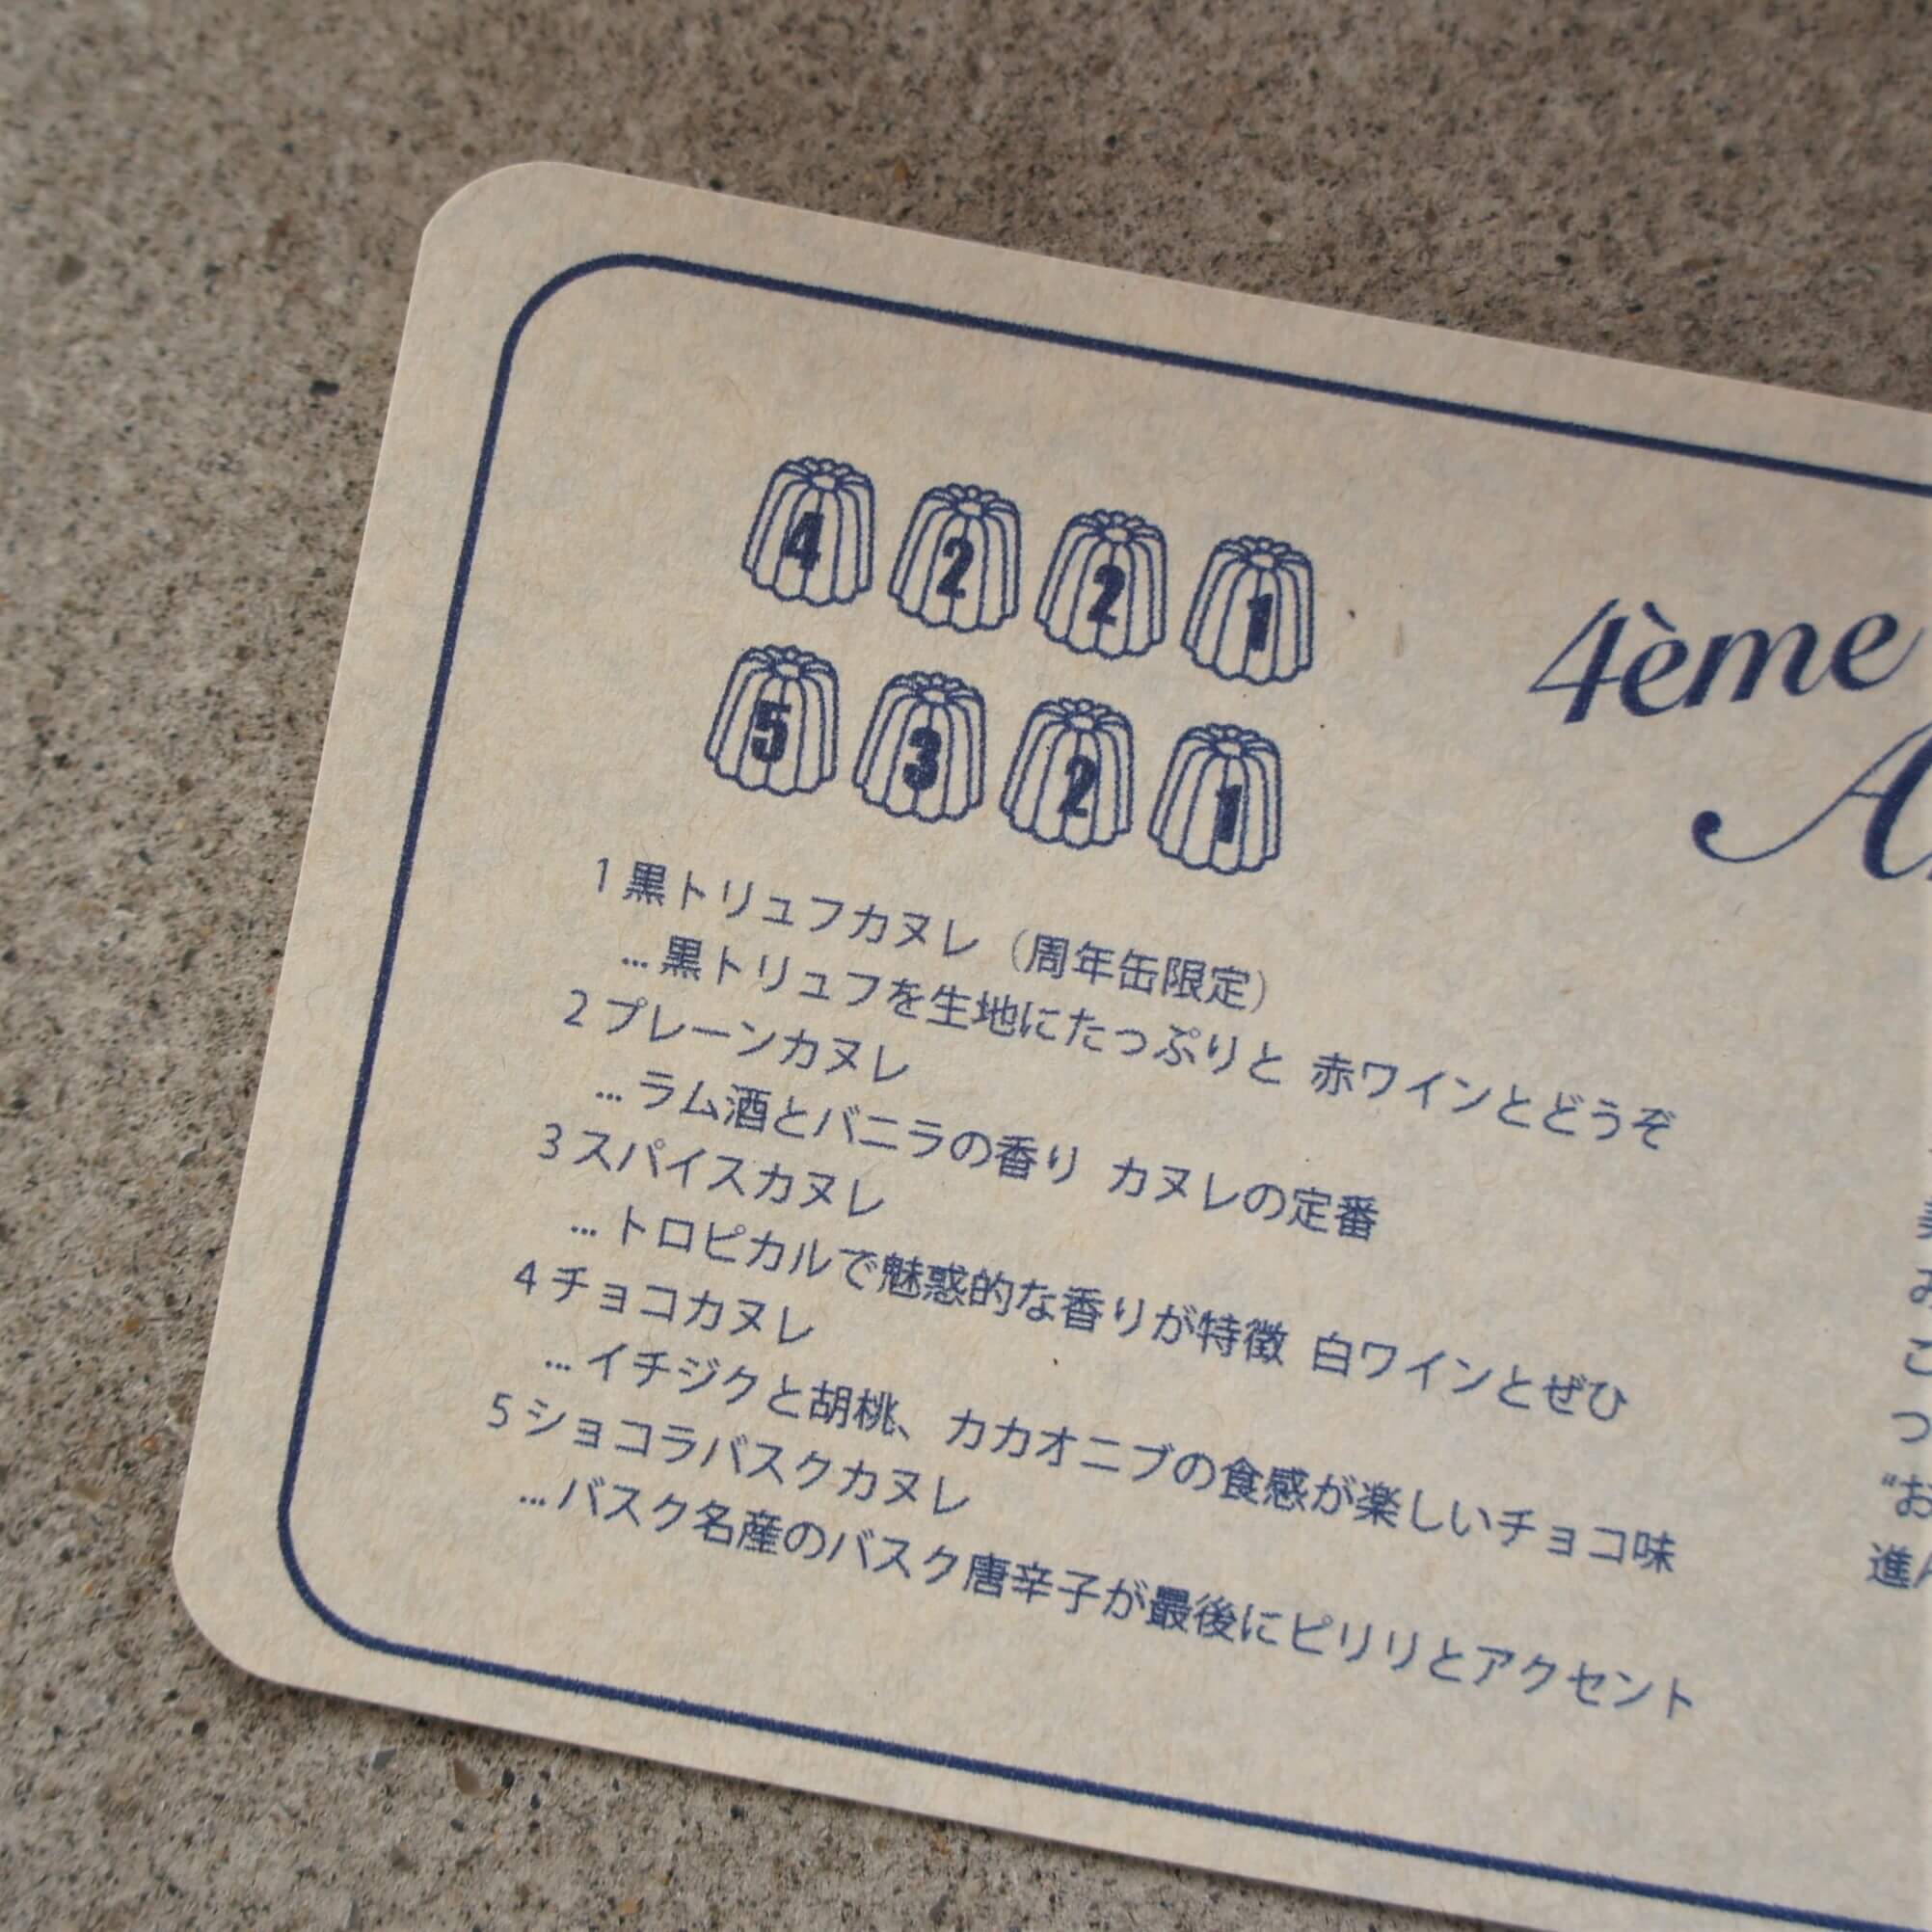 4 2 2 1
5 3 2 1
1 黒トリュフカヌレ（周年缶限定）
… 黒トリュフを生地にたっぷりと 赤ワインとどうぞ
2 プレーンカヌレ
… ラム酒とバニラの香り カヌレの定番
3 スパイスカヌレ
… トロピカルで魅惑的な香りが特徴 白ワインとぜひ
4 チョコカヌレ
… イチジクと胡桃、カカオニブの食感が楽しいチョコ味
5 ショコラバスクカヌレ
… バスク名産のバスク唐辛子が最後にピリリとアクセント
4ème
A
お
こ
つ
“お
進